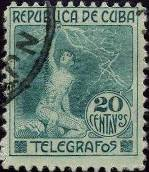 REPUBLICA DE CUBA
20
CENTAVOS
TELEGRAFOS